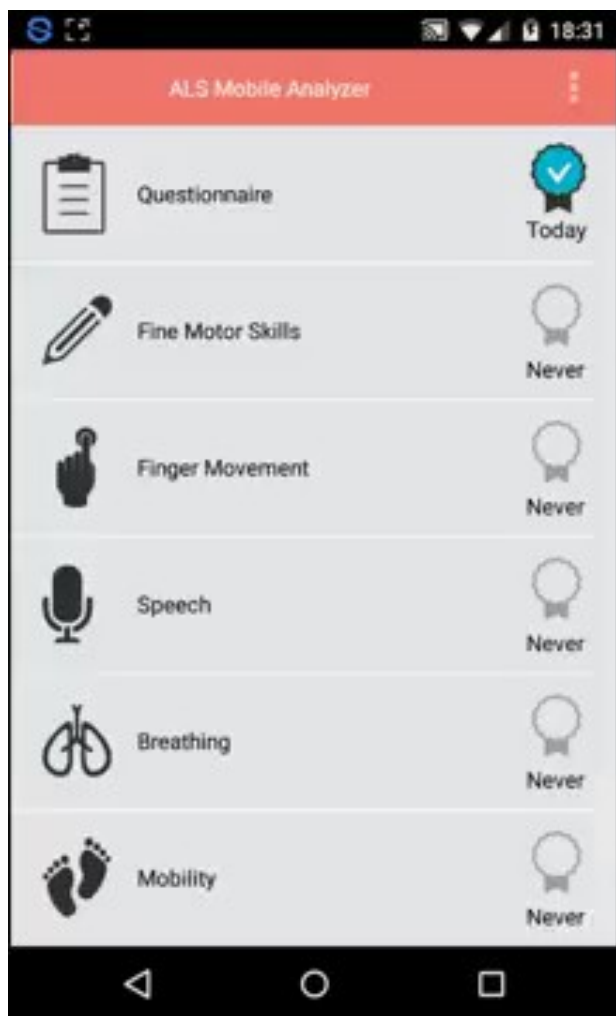 18:31
ALS Mobile Analyzer
Questionnaire
Today
Fine Motor Skills
Never
Finger Movement
Never
Speech
Never
Breathing
Never
Mobility
Never